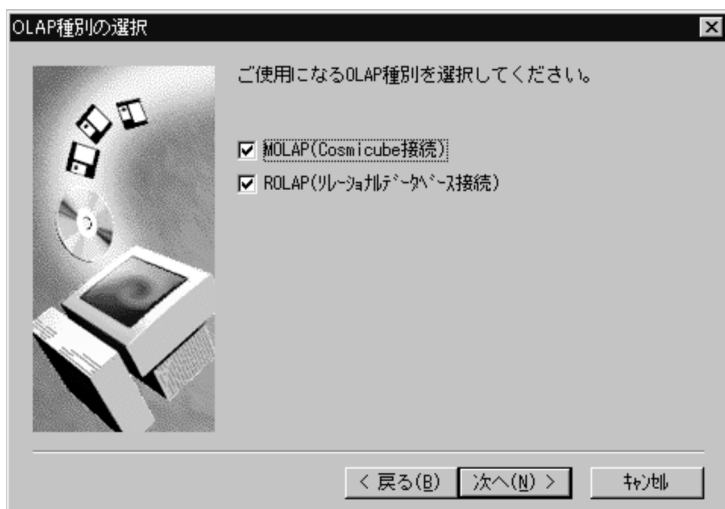 OLAP種別の選択
ご使用になるOLAP種別を選択してください。
MOLAP(Cosmicube接続)
ROLAP(ﾘﾚｰｼｮﾅﾙﾃﾞｰﾀﾍﾞｰｽ接続)
< 戻る(B) 次へ(N) > ｷｬﾝｾﾙ